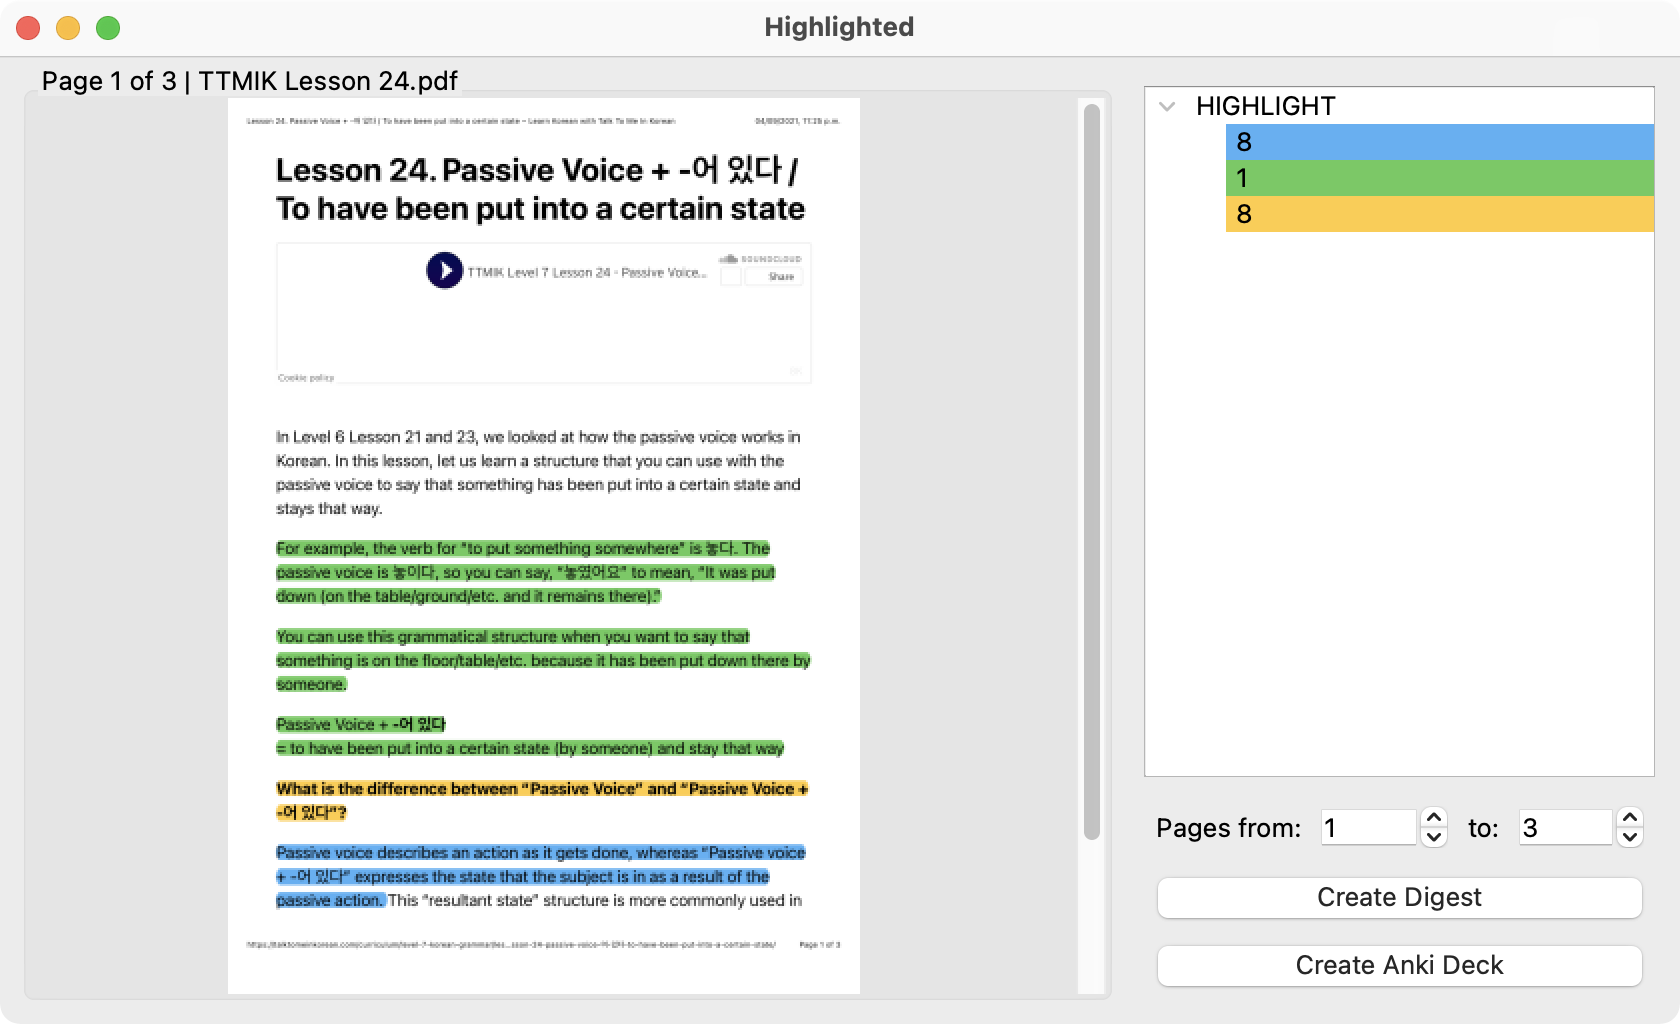 Highlighted
Page 1 of 3 | TTMIK Lesson 24.pdf
Lesson 24. Passive Voice + -어 있다 / To have been put into a certain state – Learn Korean with Talk To Me In Korean
04/09/2021, 11:25 p.m.
Lesson 24. Passive Voice + -어 있다 /
To have been put into a certain state
TTMIK Level 7 Lesson 24 - Passive Voice...
SOUNDCLOUD
Share
Cookie policy
In Level 6 Lesson 21 and 23, we looked at how the passive voice works in
Korean. In this lesson, let us learn a structure that you can use with the
passive voice to say that something has been put into a certain state and
stays that way.
For example, the verb for "to put something somewhere" is 놓다. The
passive voice is 놓이다, so you can say, "놓였어요" to mean, "It was put
down (on the table/ground/etc. and it remains there)."
You can use this grammatical structure when you want to say that
something is on the floor/table/etc. because it has been put down there by
someone.
Passive Voice + -어 있다
= to have been put into a certain state (by someone) and stay that way
What is the difference between “Passive Voice” and “Passive Voice +
-어 있다”?
Passive voice describes an action as it gets done, whereas “Passive voice
+ -어 있다” expresses the state that the subject is in as a result of the
passive action. This “resultant state” structure is more commonly used in
https://talktomeinkorean.com/curriculum/level-7-korean-grammar/les...sson-24-passive-voice-어-있다-to-have-been-put-into-a-certain-state/
Page 1 of 3
HIGHLIGHT
8
1
8
Pages from: 1 to: 3
Create Digest
Create Anki Deck